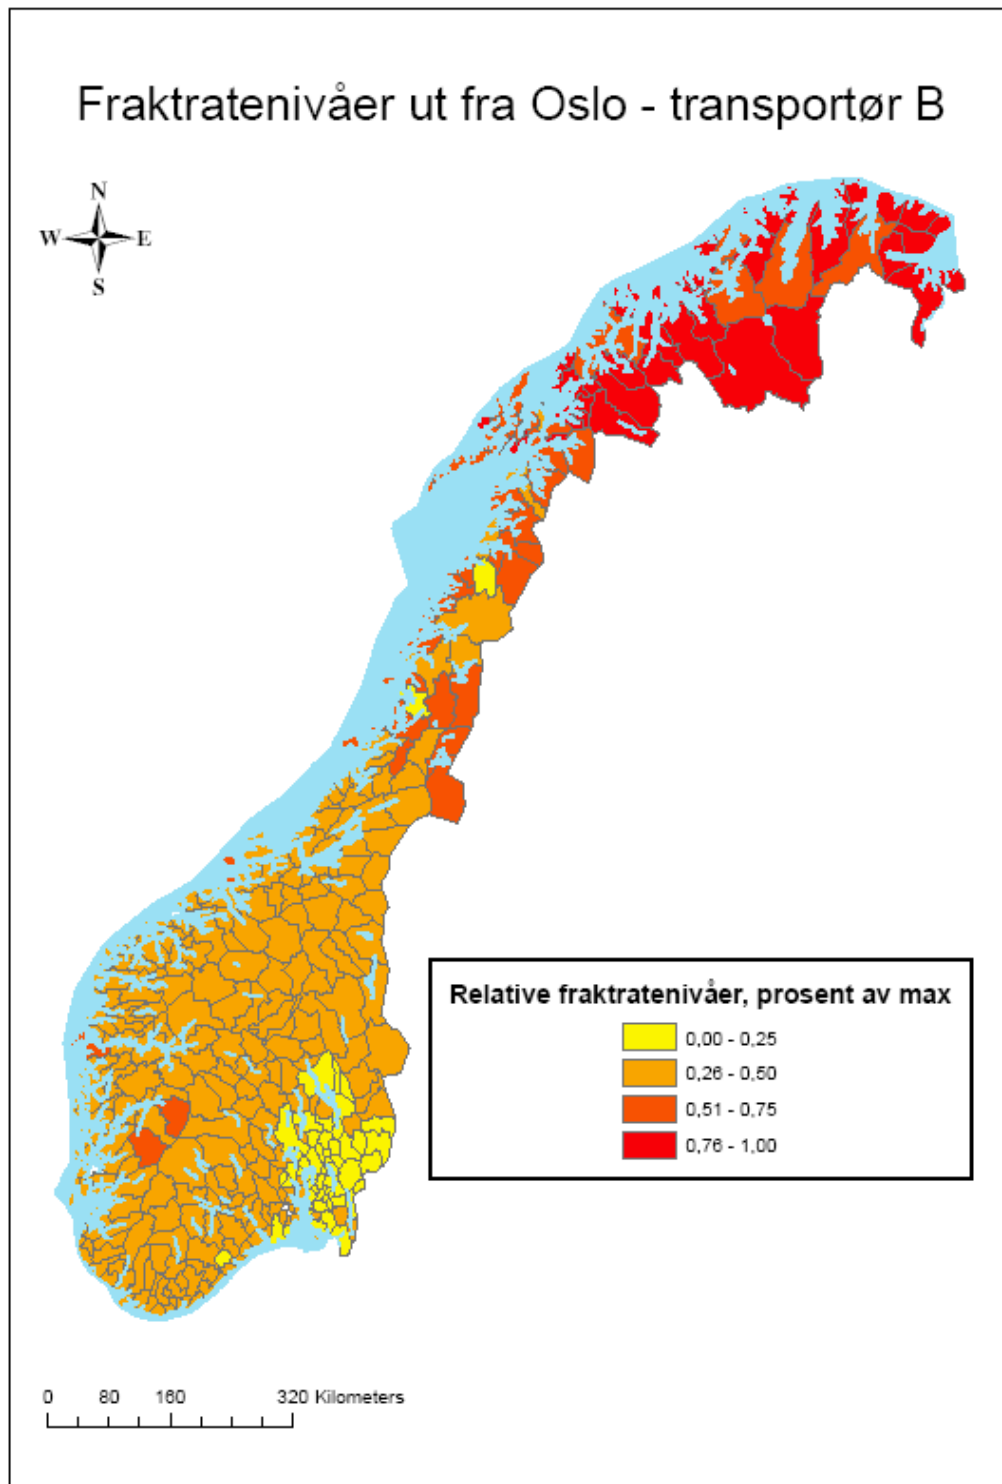 Fraktratenivåer ut fra Oslo - transportør B
N
W E
S
Relative fraktratenivåer, prosent av max
0,00 - 0,25
0,26 - 0,50
0,51 - 0,75
0,76 - 1,00
0 80 160 320 Kilometers